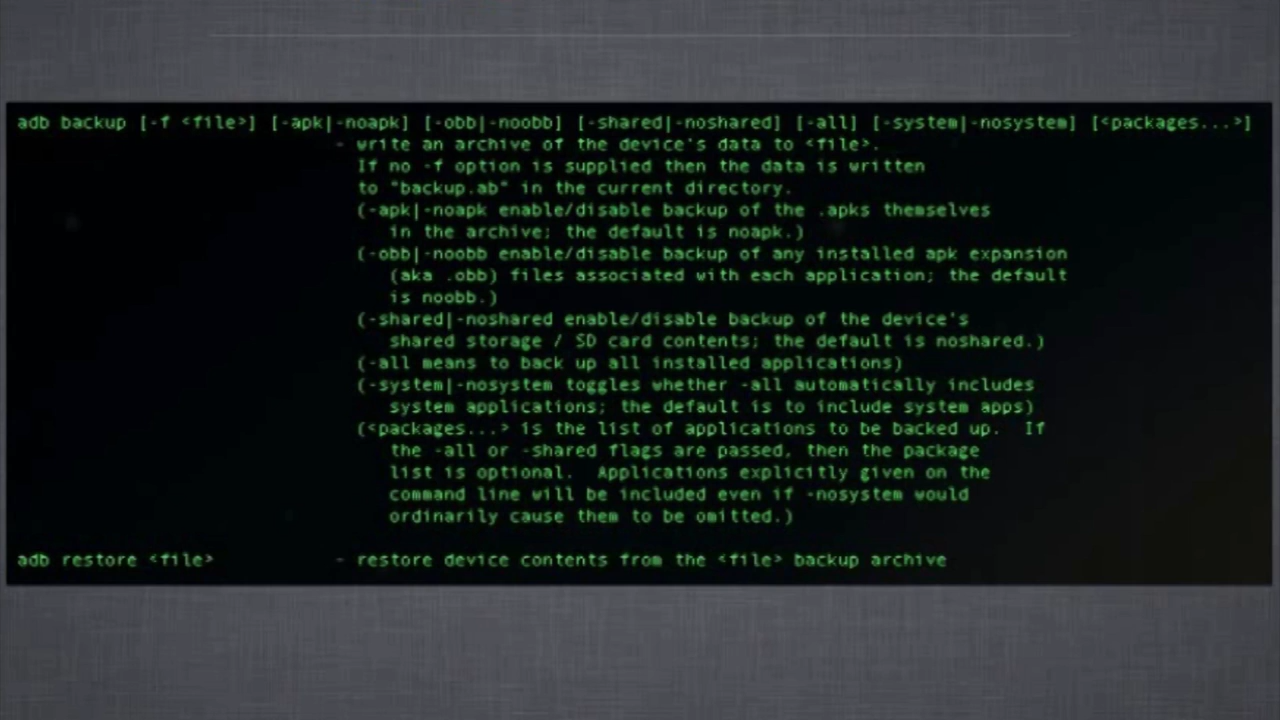 adb backup [-f <file>] [-apk|-noapk] [-obb|-noobb] [-shared|-noshared] [-all] [-system|-nosystem] [<packages...>]
- write an archive of the device's data to <file>.
If no -f option is supplied then the data is written
to "backup.ab" in the current directory.
(-apk|-noapk enable/disable backup of the .apks themselves
in the archive; the default is noapk.)
(-obb|-noobb enable/disable backup of any installed apk expansion
(aka .obb) files associated with each application; the default
is noobb.)
(-shared|-noshared enable/disable backup of the device's
shared storage / SD card contents; the default is noshared.)
(-all means to back up all installed applications)
(-system|-nosystem toggles whether -all automatically includes
system applications; the default is to include system apps)
(<packages...> is the list of applications to be backed up. If
the -all or -shared flags are passed, then the package
list is optional. Applications explicitly given on the
command line will be included even if -nosystem would
ordinarily cause them to be omitted.)
adb restore <file> - restore device contents from the <file> backup archive